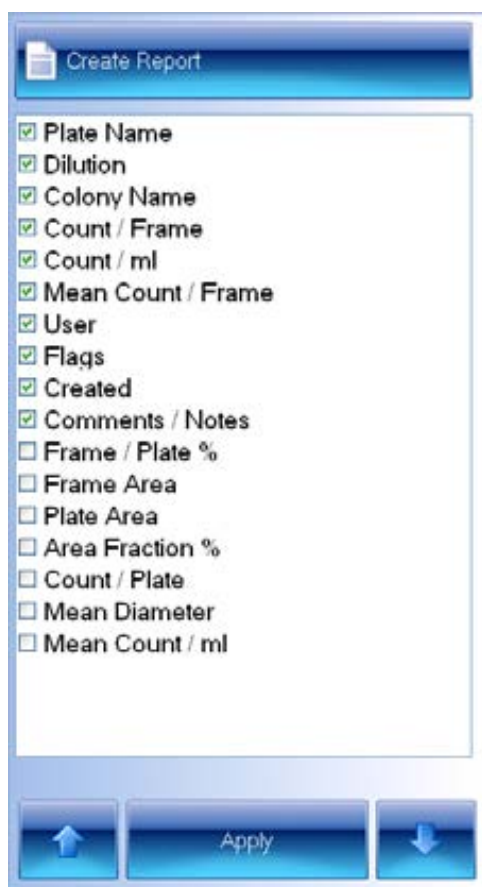 Create Report
Plate Name
Dilution
Colony Name
Count / Frame
Count / ml
Mean Count / Frame
User
Flags
Created
Comments / Notes
Frame / Plate %
Frame Area
Plate Area
Area Fraction %
Count / Plate
Mean Diameter
Mean Count / ml
Apply